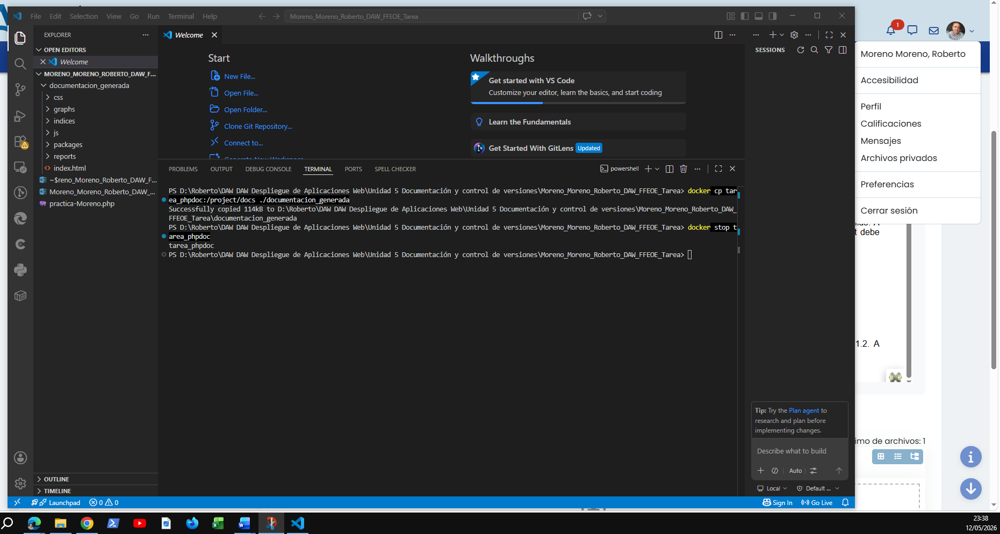 File Edit Selection View Go Run Terminal Help
Moreno_Moreno_Roberto_DAW_FFEOE_Tarea
EXPLORER
OPEN EDITORS
Welcome
MORENO_MORENO_ROBERTO_DAW_F...
documentacion_generada
css
graphs
indices
js
packages
reports
index.html
~$reno_Moreno_Roberto_DAW_F...
Moreno_Moreno_Roberto_DAW_...
practica-Moreno.php
OUTLINE
TIMELINE
Welcome
Start
New File...
Open File...
Open Folder...
Clone Git Repository...
Connect to...
Walkthroughs
Get started with VS Code
Customize your editor, learn the basics, and start coding
Learn the Fundamentals
Get Started With GitLens Updated
PROBLEMS OUTPUT DEBUG CONSOLE TERMINAL PORTS SPELL CHECKER
powershell
PS D:\Roberto\DAW DAW Despliegue de Aplicaciones Web\Unidad 5 Documentación y control de versiones\Moreno_Moreno_Roberto_DAW_FFEOE_Tarea> docker cp tar
ea_phpdoc:/project/docs ./documentacion_generada
Successfully copied 114kB to D:\Roberto\DAW DAW Despliegue de Aplicaciones Web\Unidad 5 Documentación y control de versiones\Moreno_Moreno_Roberto_DAW_
FFEOE_Tarea\documentacion_generada
PS D:\Roberto\DAW DAW Despliegue de Aplicaciones Web\Unidad 5 Documentación y control de versiones\Moreno_Moreno_Roberto_DAW_FFEOE_Tarea> docker stop t
area_phpdoc
tarea_phpdoc
PS D:\Roberto\DAW DAW Despliegue de Aplicaciones Web\Unidad 5 Documentación y control de versiones\Moreno_Moreno_Roberto_DAW_FFEOE_Tarea>
SESSIONS
Tip: Try the Plan agent to
research and plan before
implementing changes.
Describe what to build
Auto
Local Default ...
Launchpad 0 0
Sign In Go Live
1
Moreno Moreno, Roberto
Accesibilidad
Perfil
Calificaciones
Mensajes
Archivos privados
Preferencias
Cerrar sesión
t debe
1.2. A
imo de archivos: 1
23:38
12/05/2026